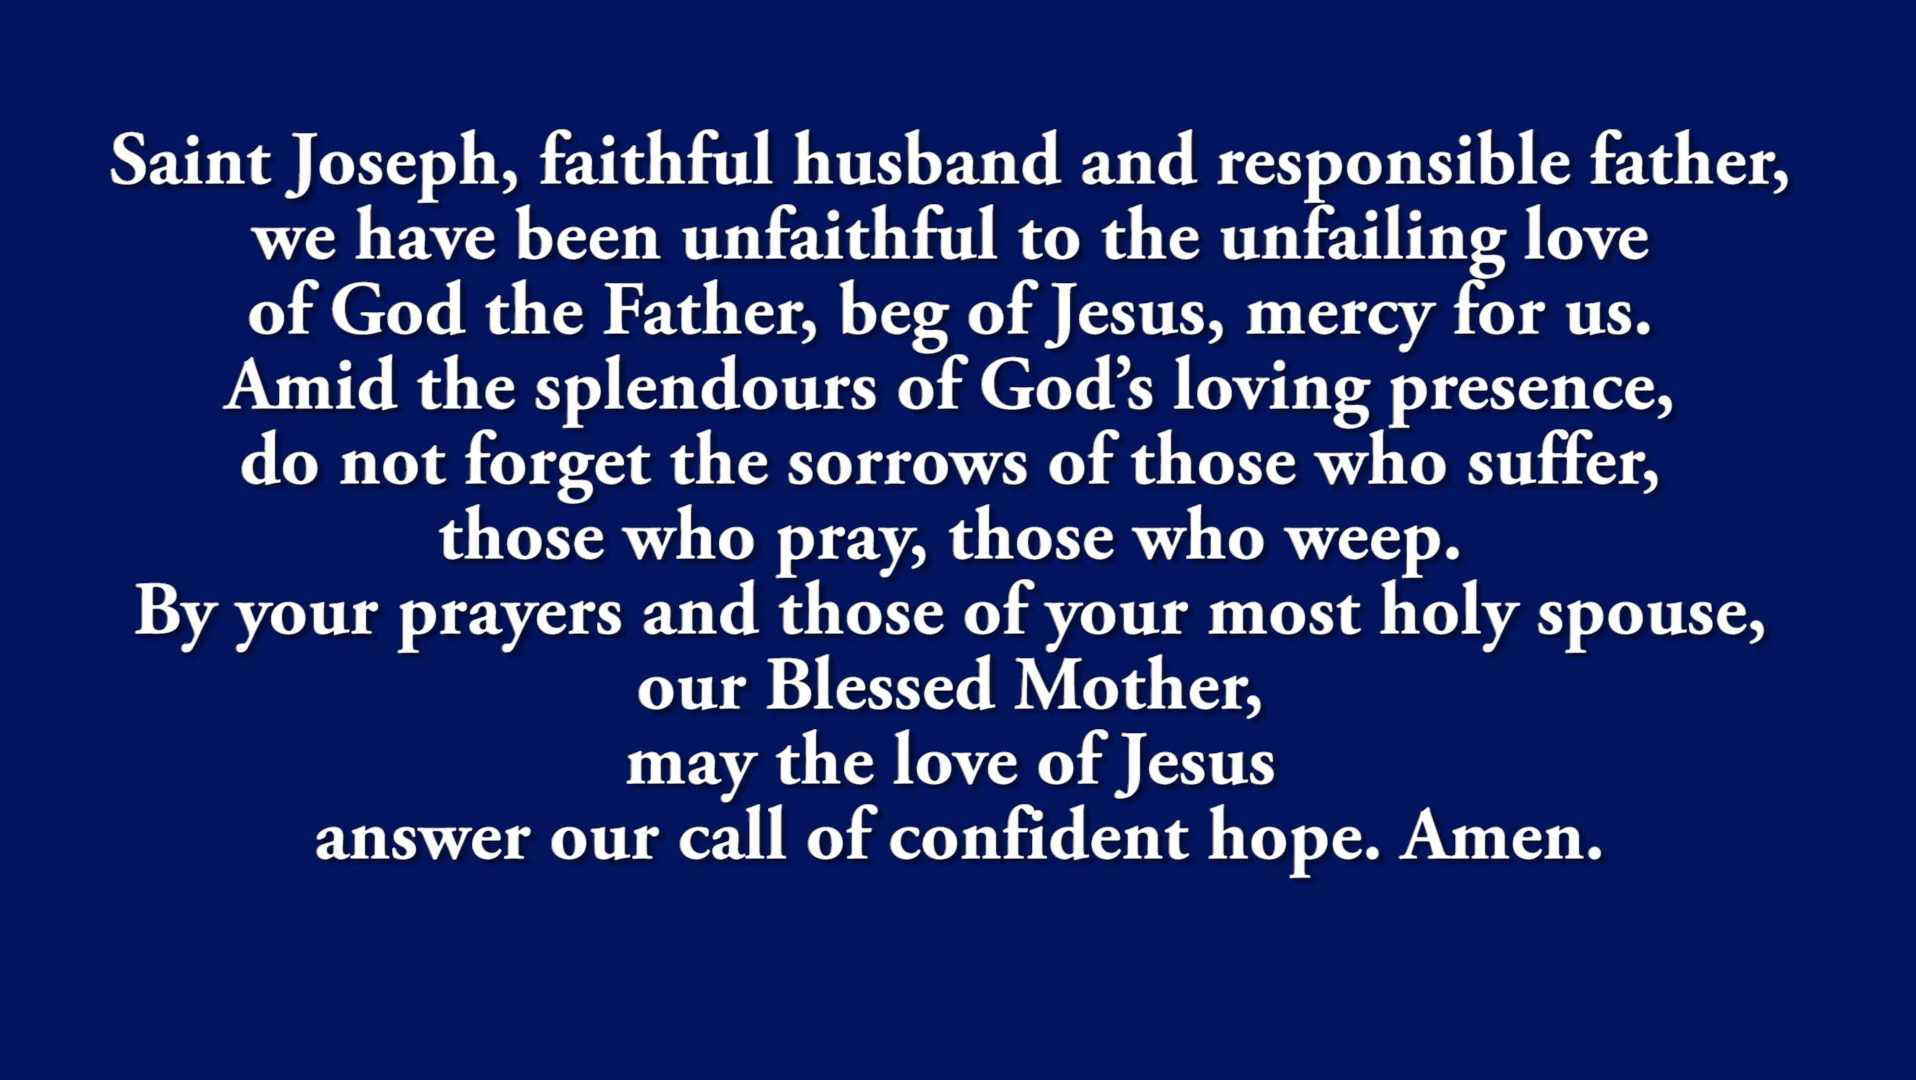 Saint Joseph, faithful husband and responsible father,
we have been unfaithful to the unfailing love
of God the Father, beg of Jesus, mercy for us.
Amid the splendours of God’s loving presence,
do not forget the sorrows of those who suffer,
those who pray, those who weep.
By your prayers and those of your most holy spouse,
our Blessed Mother,
may the love of Jesus
answer our call of confident hope. Amen.